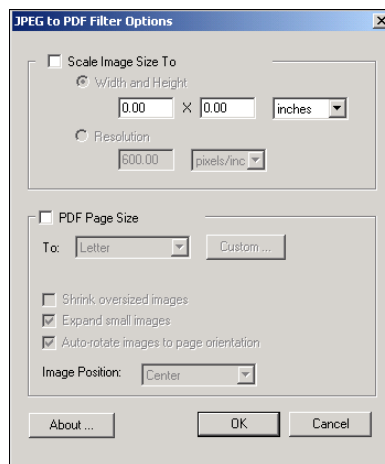 JPEG to PDF Filter Options
Scale Image Size To
Width and Height
0.00 X 0.00 inches
Resolution
600.00 pixels/inc
PDF Page Size
To: Letter Custom ...
Shrink oversized images
Expand small images
Auto-rotate images to page orientation
Image Position: Center
About ... OK Cancel